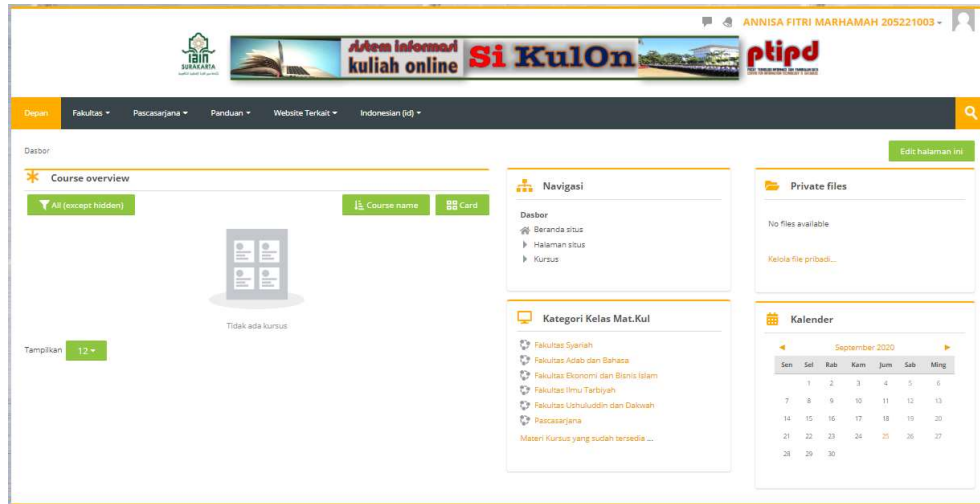 ANNISA FITRI MARHAMAH 205221003
iain
SURAKARTA
sistem informasi
kuliah online
Si KulOn
ptipd
Depan
Fakultas
Pascasarjana
Panduan
Website Terkait
Indonesian (id)
Dasbor
Edit halaman ini
Course overview
All (except hidden)
Course name
Card
Tidak ada kursus
Tampilkan 12
Navigasi
Dasbor
Beranda situs
Halaman situs
Kursus
Kategori Kelas Mat.Kul
Fakultas Syariah
Fakultas Adab dan Bahasa
Fakultas Ekonomi dan Bisnis Islam
Fakultas Ilmu Tarbiyah
Fakultas Ushuluddin dan Dakwah
Pascasarjana
Materi Kursus yang sudah tersedia ...
Private files
No files available
Kelola file pribadi...
Kalender
September 2020
Sen Sel Rab Kam Jum Sab Ming
1 2 3 4 5 6
7 8 9 10 11 12 13
14 15 16 17 18 19 20
21 22 23 24 25 26 27
28 29 30